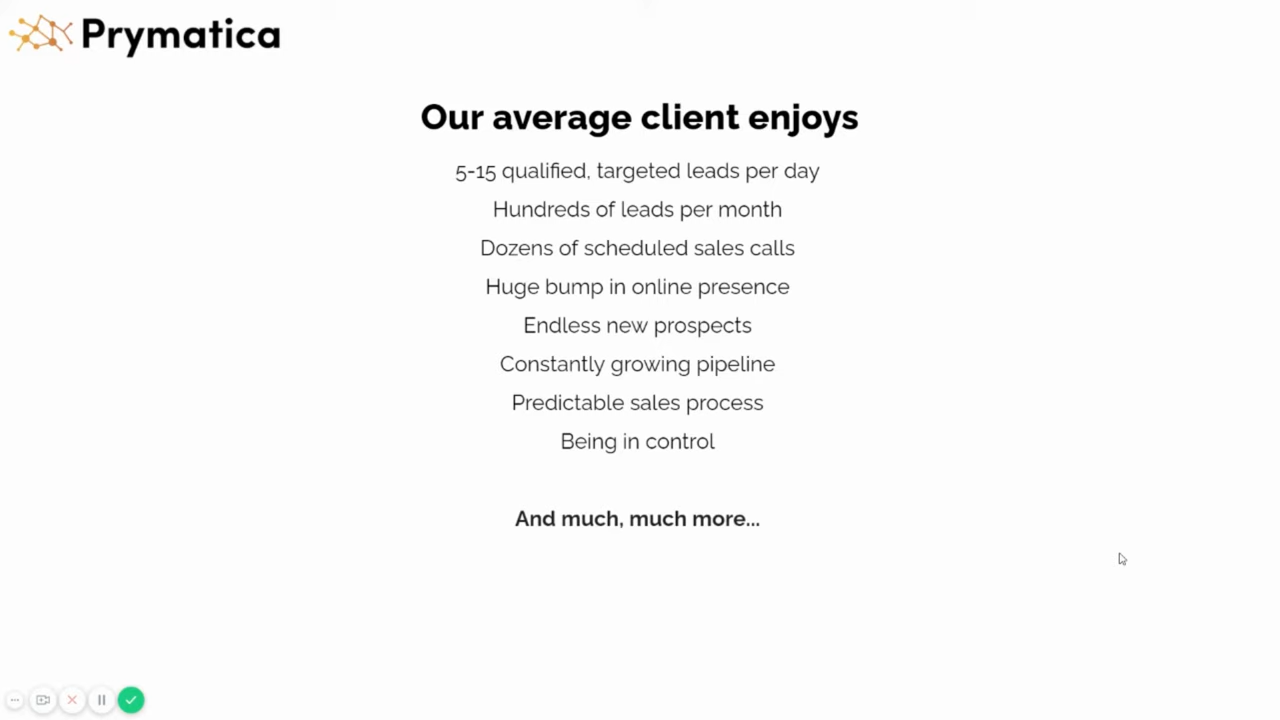 Prymatica
Our average client enjoys
5-15 qualified, targeted leads per day
Hundreds of leads per month
Dozens of scheduled sales calls
Huge bump in online presence
Endless new prospects
Constantly growing pipeline
Predictable sales process
Being in control
And much, much more...